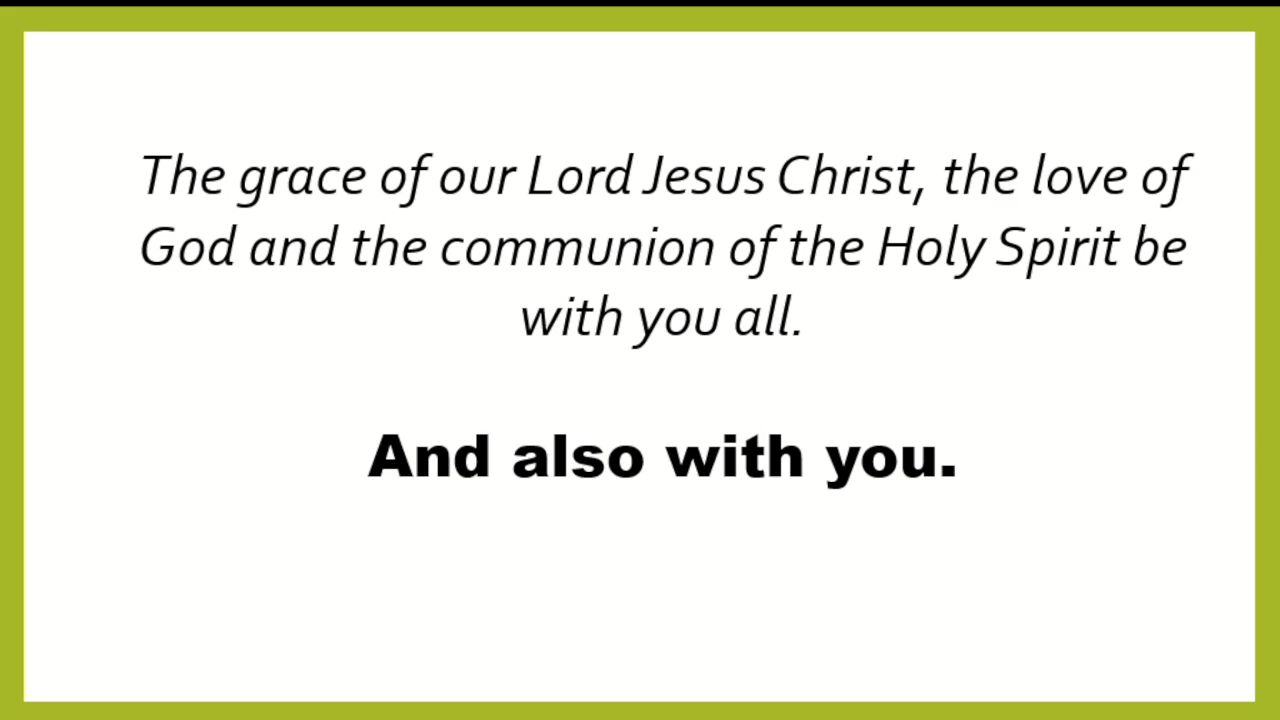 The grace of our Lord Jesus Christ, the love of
God and the communion of the Holy Spirit be
with you all.
And also with you.